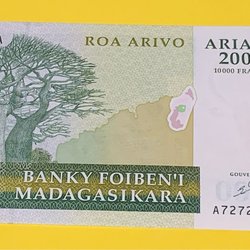 ROA ARIVO
ARIA
200
10000 FRA
BANKY FOIBEN'I
MADAGASIKARA
GOUVE
A7272